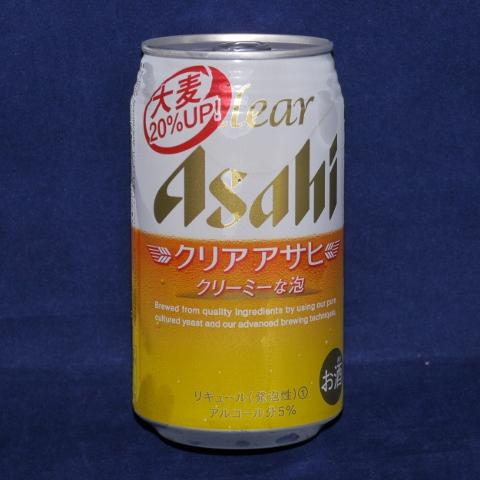 大麦
20%UP!
Clear
Asahi
クリアアサヒ
クリーミーな泡
Brewed from quality ingredients by using our pure
cultured yeast and our advanced brewing techniques.
お酒
リキュール(発泡性)①
アルコール分5%